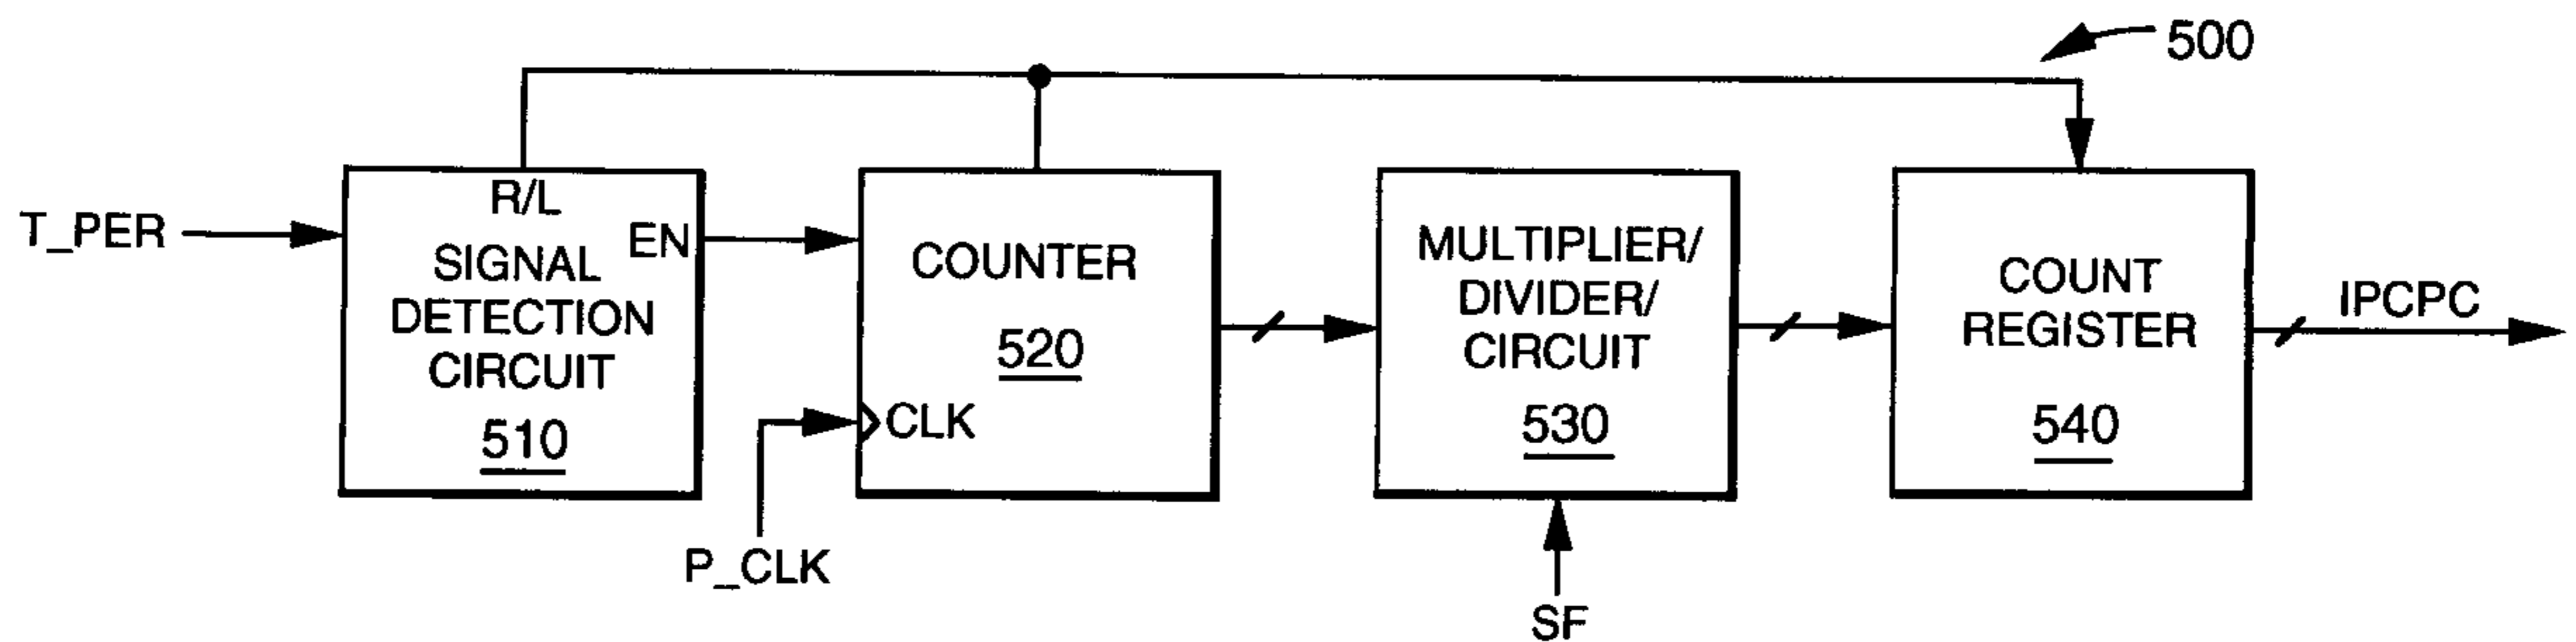 500
T_PER
R/L
EN
SIGNAL
DETECTION
CIRCUIT
510
COUNTER
520
CLK
P_CLK
MULTIPLIER/
DIVIDER/
CIRCUIT
530
SF
COUNT
REGISTER
540
IPCPC